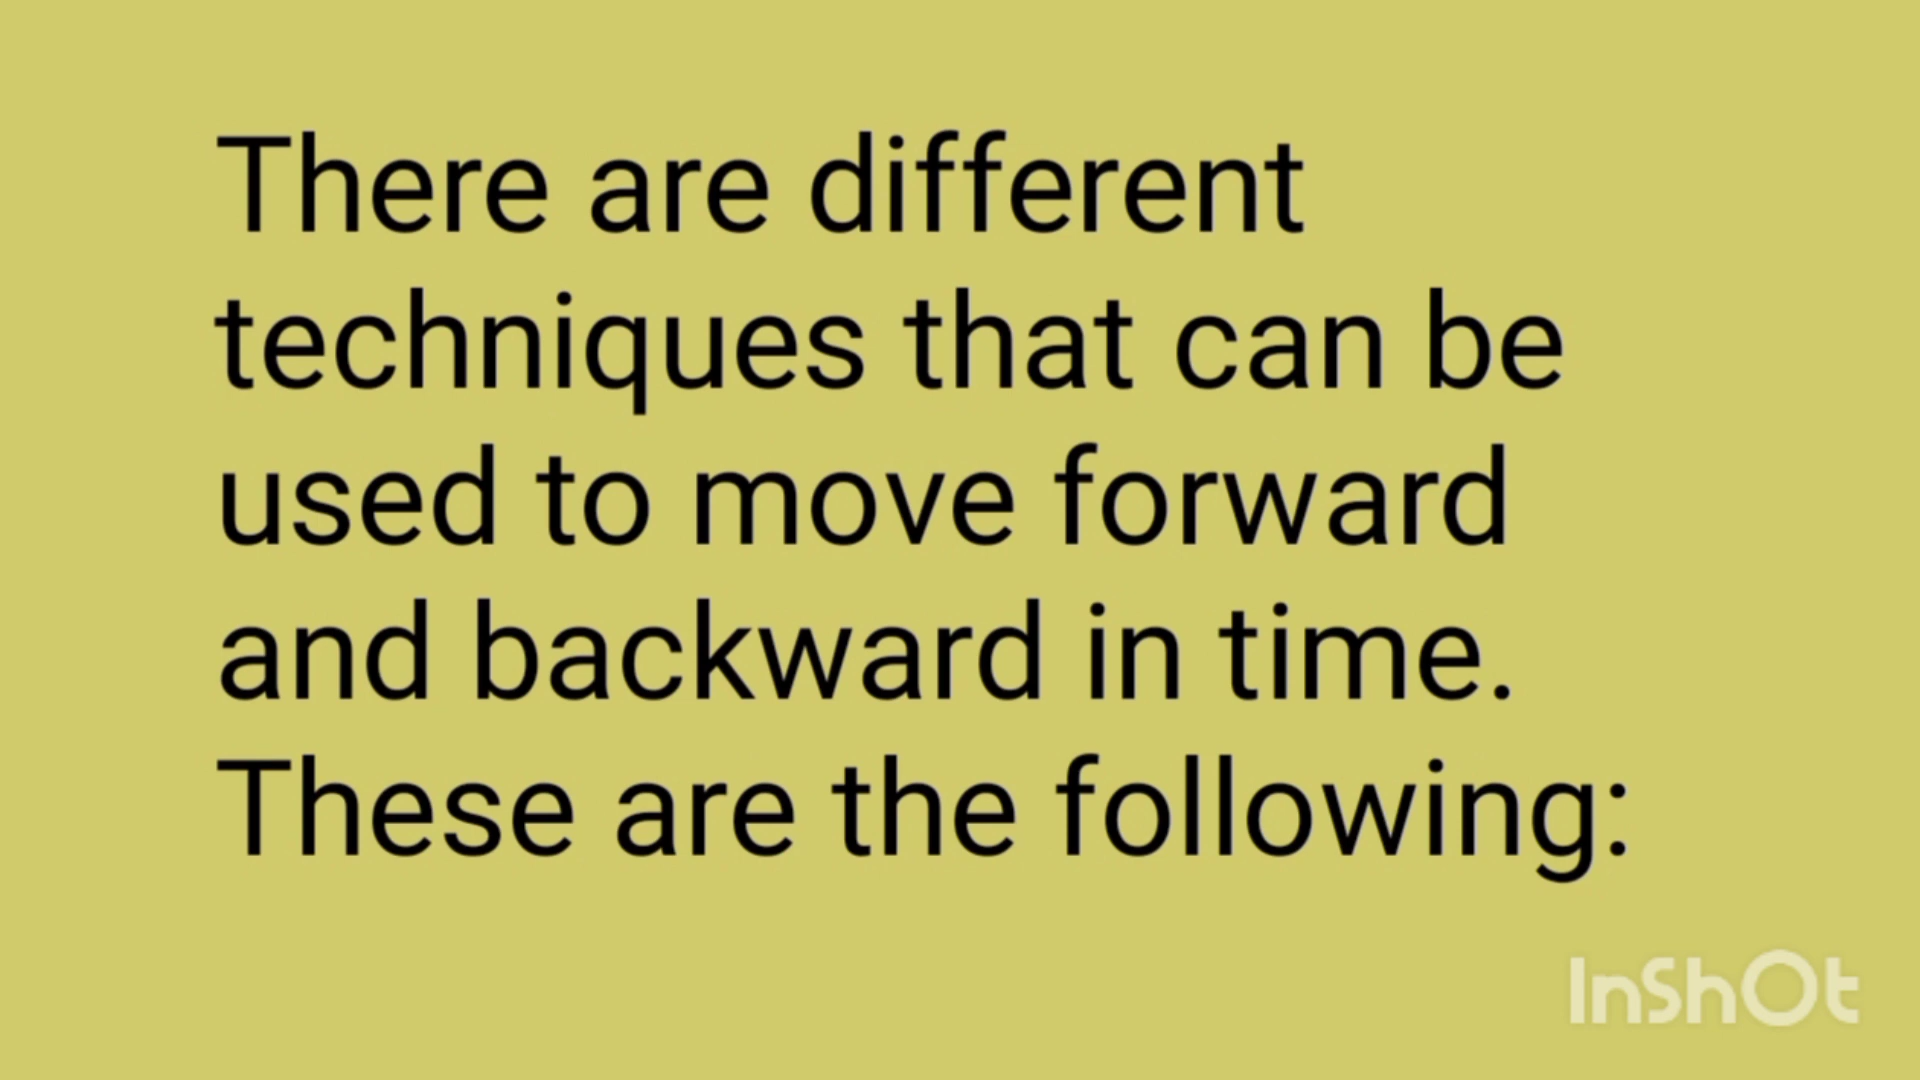 There are different
techniques that can be
used to move forward
and backward in time.
These are the following:
InShOt